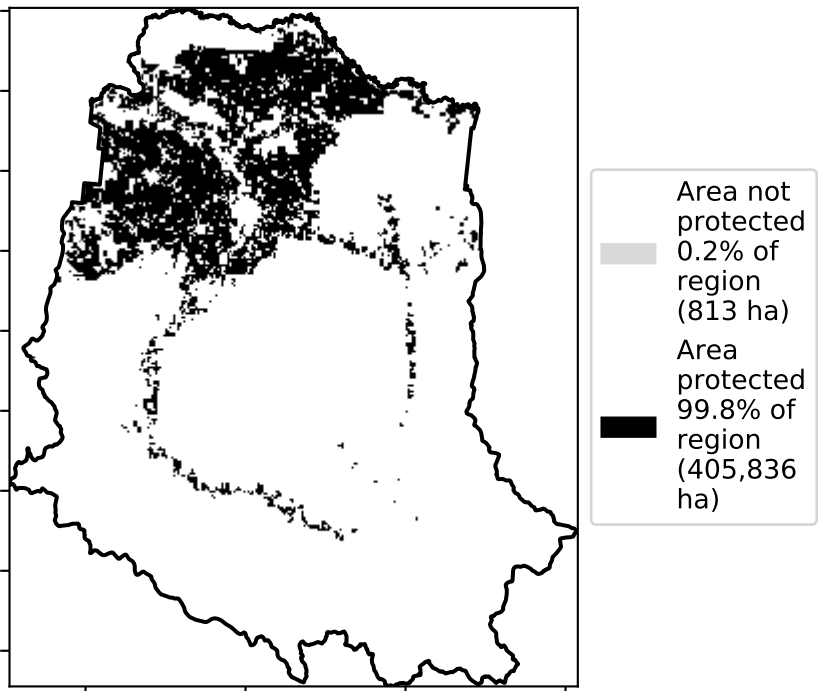 Area not
protected
0.2% of
region
(813 ha)
Area
protected
99.8% of
region
(405,836
ha)